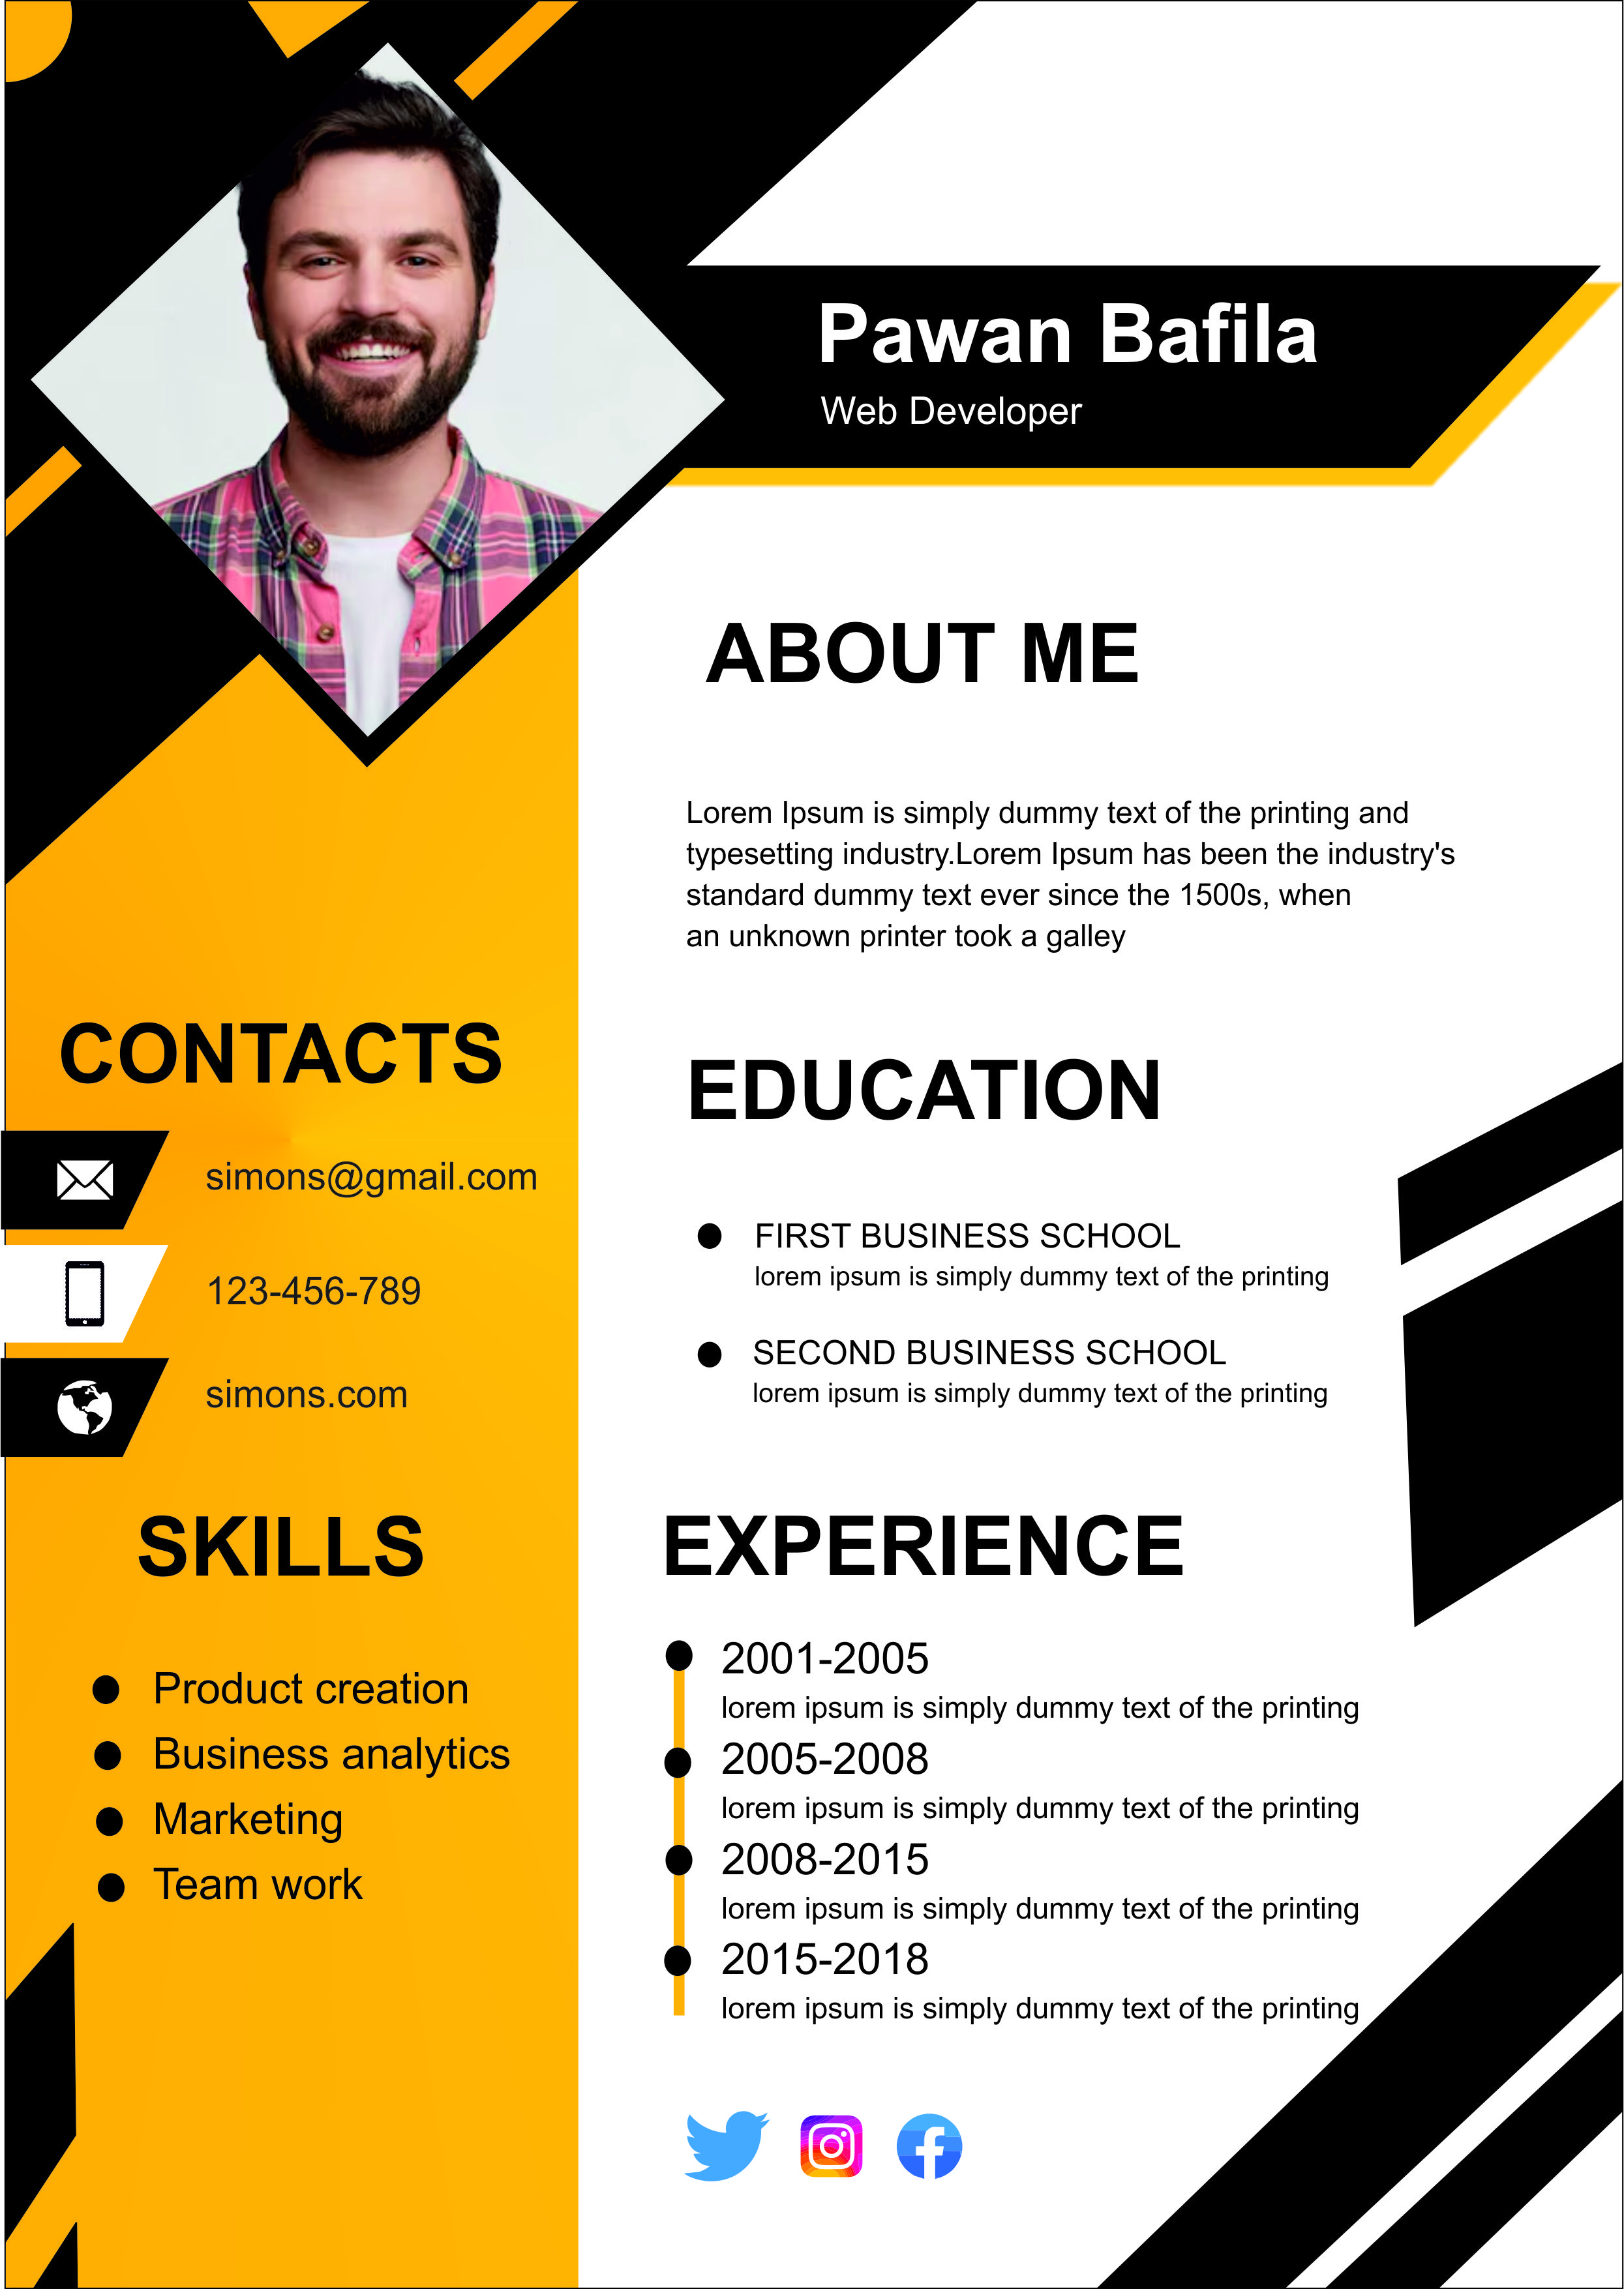 Pawan Bafila
Web Developer
ABOUT ME
Lorem Ipsum is simply dummy text of the printing and
typesetting industry.Lorem Ipsum has been the industry's
standard dummy text ever since the 1500s, when
an unknown printer took a galley
CONTACTS
simons@gmail.com
123-456-789
simons.com
SKILLS
Product creation
Business analytics
Marketing
Team work
EDUCATION
FIRST BUSINESS SCHOOL
lorem ipsum is simply dummy text of the printing
SECOND BUSINESS SCHOOL
lorem ipsum is simply dummy text of the printing
EXPERIENCE
2001-2005
lorem ipsum is simply dummy text of the printing
2005-2008
lorem ipsum is simply dummy text of the printing
2008-2015
lorem ipsum is simply dummy text of the printing
2015-2018
lorem ipsum is simply dummy text of the printing